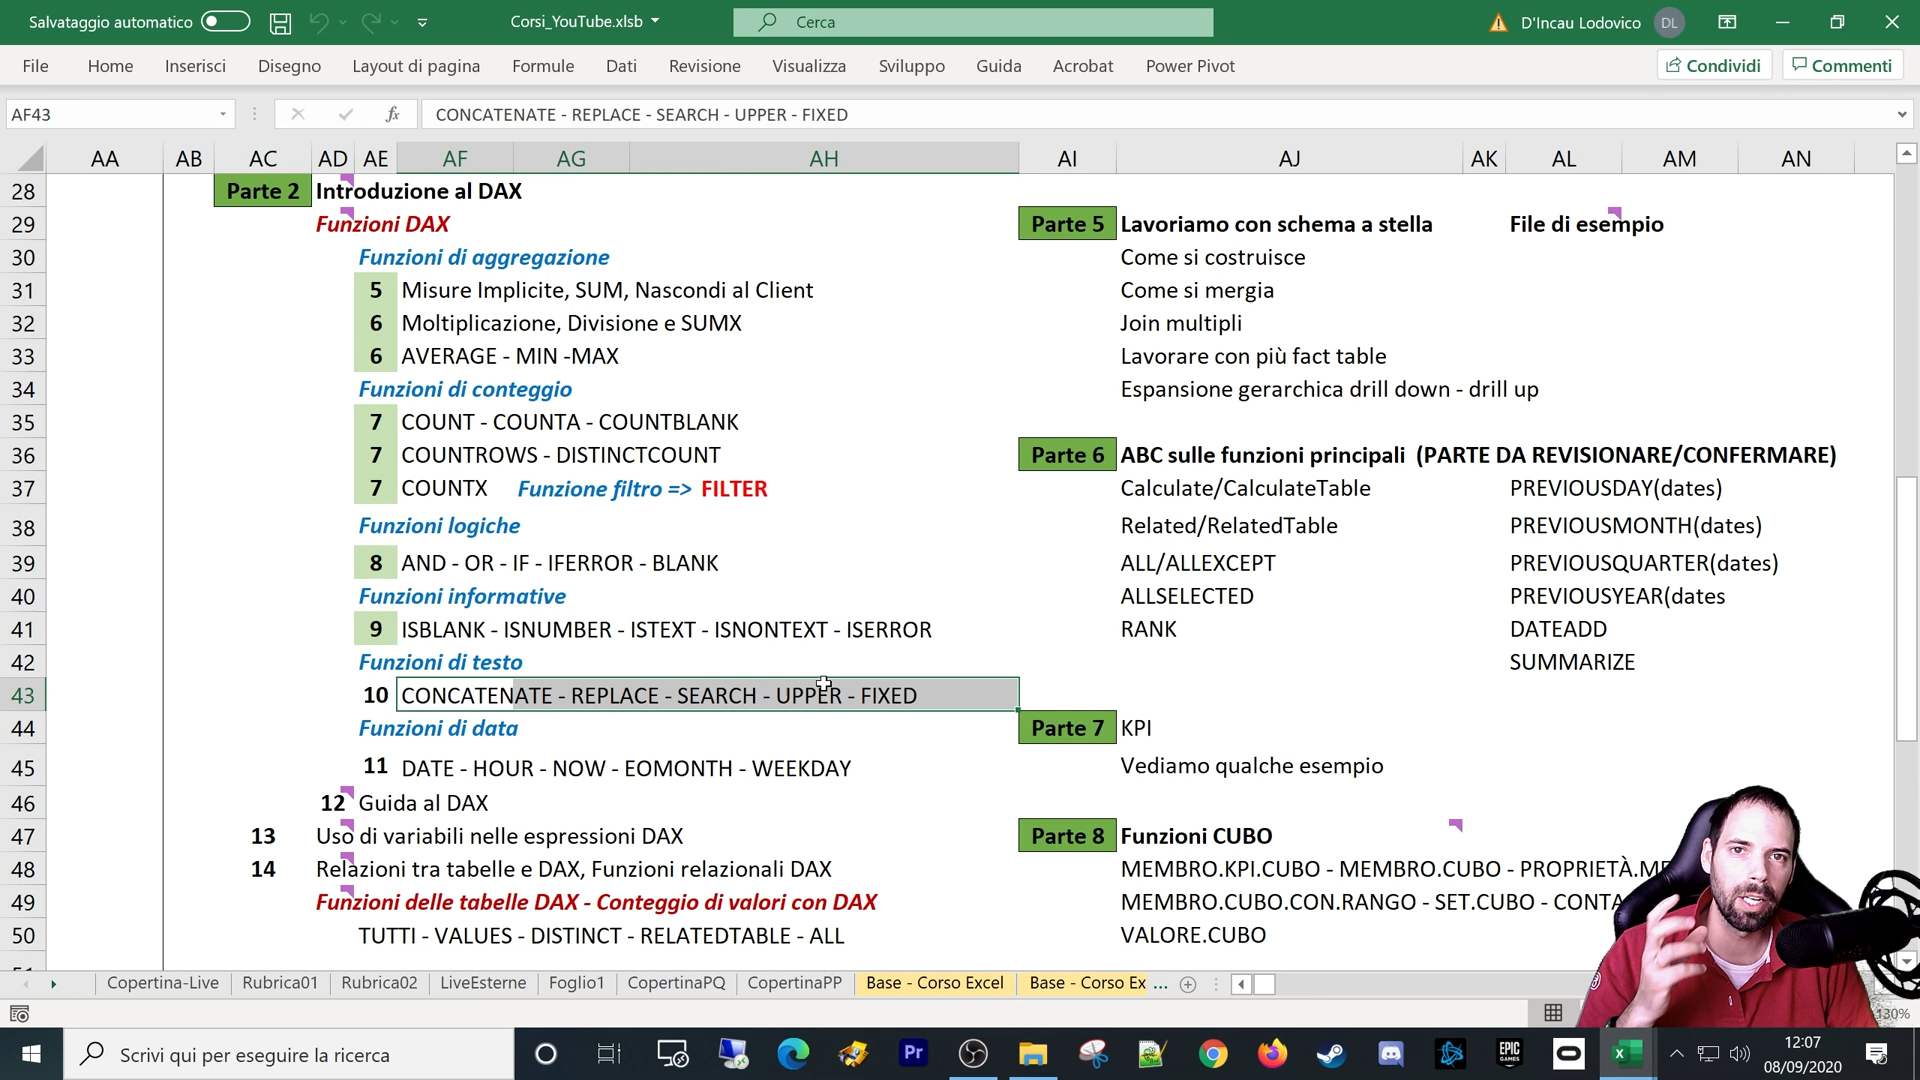 Salvataggio automatico
Corsi_YouTube.xlsb
Cerca
D'Incau Lodovico
DL
File
Home
Inserisci
Disegno
Layout di pagina
Formule
Dati
Revisione
Visualizza
Sviluppo
Guida
Acrobat
Power Pivot
Condividi
Commenti
AF43
fx
CONCATENATE - REPLACE - SEARCH - UPPER - FIXED
AA AB AC AD AE AF AG AH AI AJ AK AL AM AN
28 Parte 2 Introduzione al DAX
29 Funzioni DAX Parte 5 Lavoriamo con schema a stella File di esempio
30 Funzioni di aggregazione Come si costruisce
31 5 Misure Implicite, SUM, Nascondi al Client Come si mergia
32 6 Moltiplicazione, Divisione e SUMX Join multipli
33 6 AVERAGE - MIN -MAX Lavorare con più fact table
34 Funzioni di conteggio Espansione gerarchica drill down - drill up
35 7 COUNT - COUNTA - COUNTBLANK
36 7 COUNTROWS - DISTINCTCOUNT Parte 6 ABC sulle funzioni principali (PARTE DA REVISIONARE/CONFERMARE)
37 7 COUNTX Funzione filtro => FILTER Calculate/CalculateTable PREVIOUSDAY(dates)
38 Funzioni logiche Related/RelatedTable PREVIOUSMONTH(dates)
39 8 AND - OR - IF - IFERROR - BLANK ALL/ALLEXCEPT PREVIOUSQUARTER(dates)
40 Funzioni informative ALLSELECTED PREVIOUSYEAR(dates
41 9 ISBLANK - ISNUMBER - ISTEXT - ISNONTEXT - ISERROR RANK DATEADD
42 Funzioni di testo SUMMARIZE
43 10 CONCATENATE - REPLACE - SEARCH - UPPER - FIXED
44 Funzioni di data Parte 7 KPI
45 11 DATE - HOUR - NOW - EOMONTH - WEEKDAY Vediamo qualche esempio
46 12 Guida al DAX
47 13 Uso di variabili nelle espressioni DAX Parte 8 Funzioni CUBO
48 14 Relazioni tra tabelle e DAX, Funzioni relazionali DAX MEMBRO.KPI.CUBO - MEMBRO.CUBO - PROPRIETÀ.ME
49 Funzioni delle tabelle DAX - Conteggio di valori con DAX MEMBRO.CUBO.CON.RANGO - SET.CUBO - CONTA
50 TUTTI - VALUES - DISTINCT - RELATEDTABLE - ALL VALORE.CUBO
Copertina-Live
Rubrica01
Rubrica02
LiveEsterne
Foglio1
CopertinaPQ
CopertinaPP
Base - Corso Excel
Base - Corso Ex ...
130%
Scrivi qui per eseguire la ricerca
Pr
EPIC
GAMES
12:07
08/09/2020